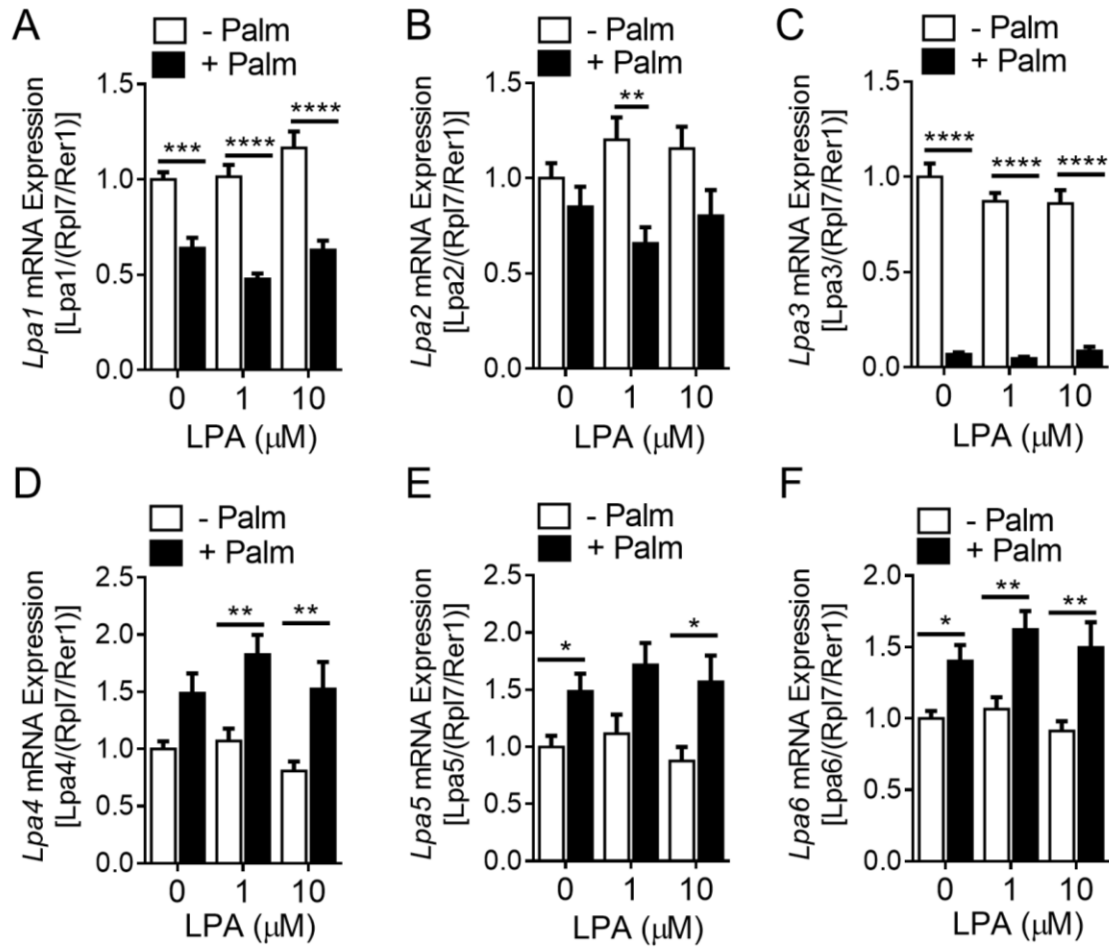 A
- Palm
+ Palm
Lpa1 mRNA Expression
[Lpa1/(Rpl7/Rer1)]
1.5
1.0
0.5
0.0
***
****
****
0
1
10
LPA (μM)
B
- Palm
+ Palm
Lpa2 mRNA Expression
[Lpa2/(Rpl7/Rer1)]
1.5
1.0
0.5
0.0
**
0
1
10
LPA (μM)
C
- Palm
+ Palm
Lpa3 mRNA Expression
[Lpa3/(Rpl7/Rer1)]
1.5
1.0
0.5
0.0
****
****
****
0
1
10
LPA (μM)
D
- Palm
+ Palm
Lpa4 mRNA Expression
[Lpa4/(Rpl7/Rer1)]
2.5
2.0
1.5
1.0
0.5
0.0
**
**
0
1
10
LPA (μM)
E
- Palm
+ Palm
Lpa5 mRNA Expression
[Lpa5/(Rpl7/Rer1)]
2.5
2.0
1.5
1.0
0.5
0.0
*
*
0
1
10
LPA (μM)
F
- Palm
+ Palm
Lpa6 mRNA Expression
[Lpa6/(Rpl7/Rer1)]
2.0
1.5
1.0
0.5
0.0
*
**
**
0
1
10
LPA (μM)